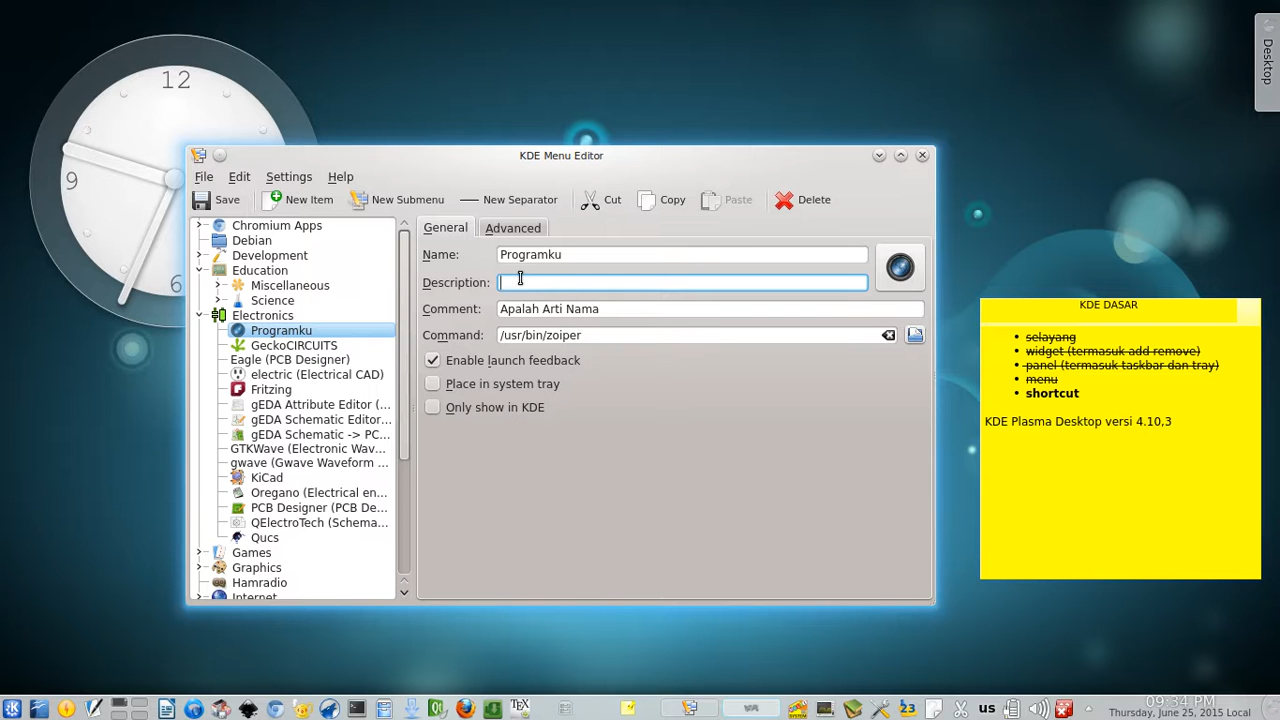 12
9
6
Desktop
KDE Menu Editor
File Edit Settings Help
Save New Item New Submenu New Separator Cut Copy Paste Delete
Chromium Apps
Debian
Development
Education
Miscellaneous
Science
Electronics
Programku
GeckoCIRCUITS
Eagle (PCB Designer)
electric (Electrical CAD)
Fritzing
gEDA Attribute Editor (...
gEDA Schematic Editor...
gEDA Schematic -> PC...
GTKWave (Electronic Wav...
gwave (Gwave Waveform ...
KiCad
Oregano (Electrical en...
PCB Designer (PCB De...
QElectroTech (Schema...
Qucs
Games
Graphics
Hamradio
Internet
General Advanced
Name: Programku
Description:
Comment: Apalah Arti Nama
Command: /usr/bin/zoiper
Enable launch feedback
Place in system tray
Only show in KDE
KDE DASAR
• selayang
• widget (termasuk add remove)
• panel (termasuk taskbar dan tray)
• menu
• shortcut
KDE Plasma Desktop versi 4.10,3
TEX
23
us
09:34 PM
Thursday, June 25, 2015 Local